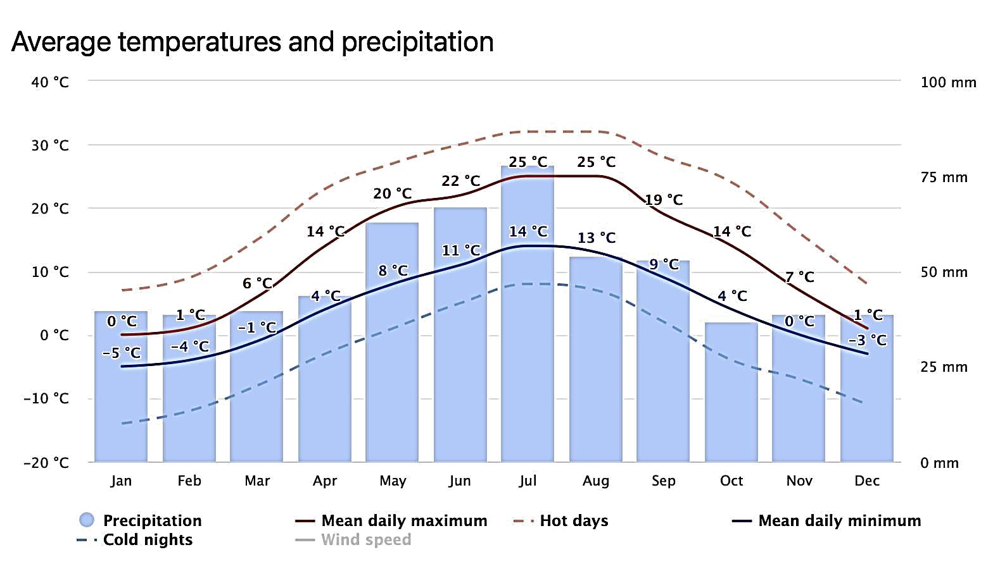 Average temperatures and precipitation
40 °C
100 mm
30 °C
25 °C
25 °C
75 mm
22 °C
20 °C
20 °C
19 °C
14 °C
14 °C
14 °C
13 °C
11 °C
10 °C
8 °C
9 °C
7 °C
50 mm
6 °C
4 °C
4 °C
0 °C
1 °C
0 °C
1 °C
0 °C
-1 °C
-5 °C
-4 °C
-3 °C
25 mm
-10 °C
-20 °C
0 mm
Jan Feb Mar Apr May Jun Jul Aug Sep Oct Nov Dec
Precipitation Mean daily maximum Hot days Mean daily minimum
Cold nights Wind speed